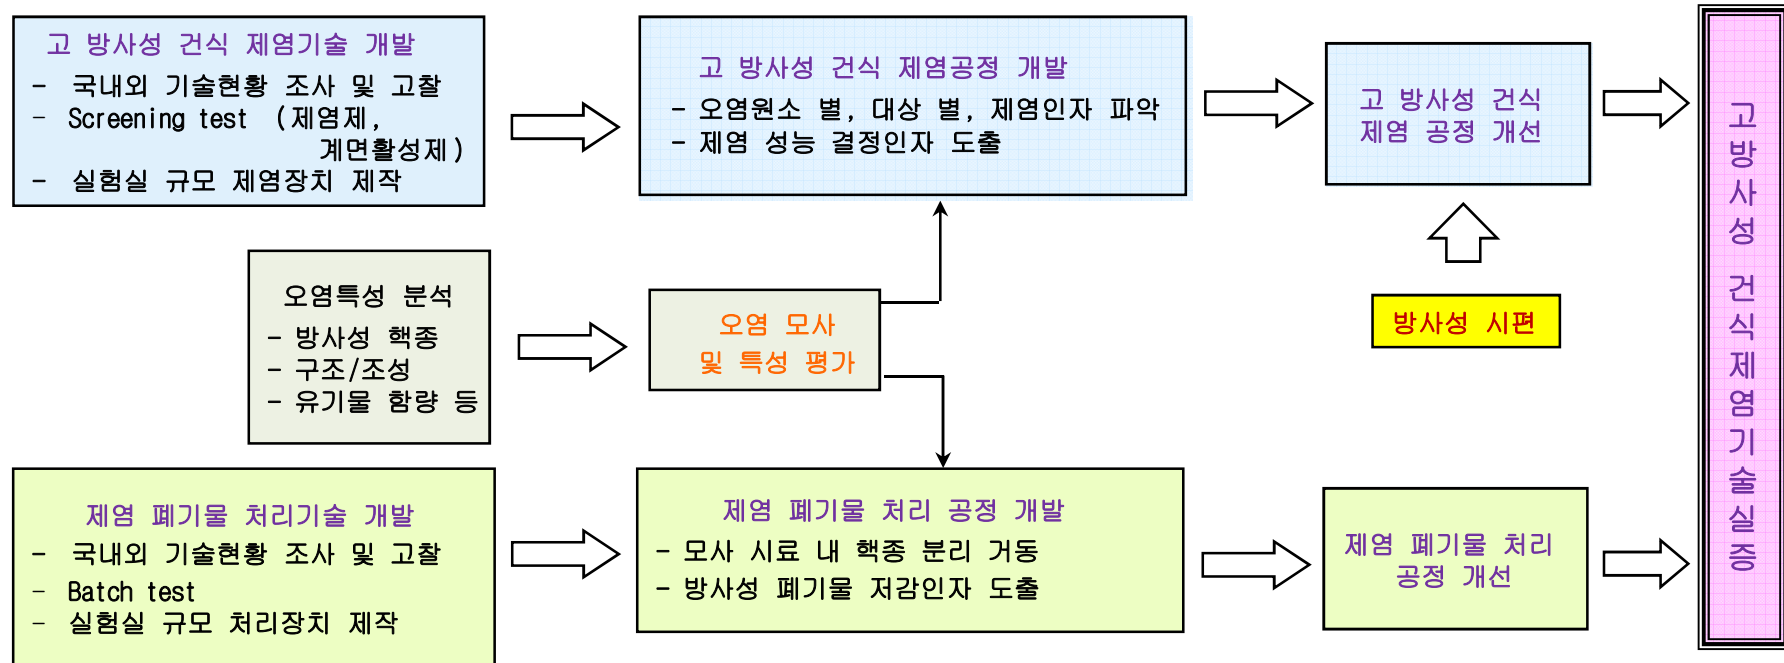 고 방사성 건식 제염기술 개발
- 국내외 기술현황 조사 및 고찰
- Screening test (제염제,
계면활성제)
- 실험실 규모 제염장치 제작
고 방사성 건식 제염공정 개발
- 오염원소 별, 대상 별, 제염인자 파악
- 제염 성능 결정인자 도출
고 방사성 건식
제염 공정 개선
오염특성 분석
- 방사성 핵종
- 구조/조성
- 유기물 함량 등
오염 모사
및 특성 평가
방사성 시편
제염 폐기물 처리기술 개발
- 국내외 기술현황 조사 및 고찰
- Batch test
- 실험실 규모 처리장치 제작
제염 폐기물 처리 공정 개발
- 모사 시료 내 핵종 분리 거동
- 방사성 폐기물 저감인자 도출
제염 폐기물 처리
공정 개선
고방사성 건식제염기술실증